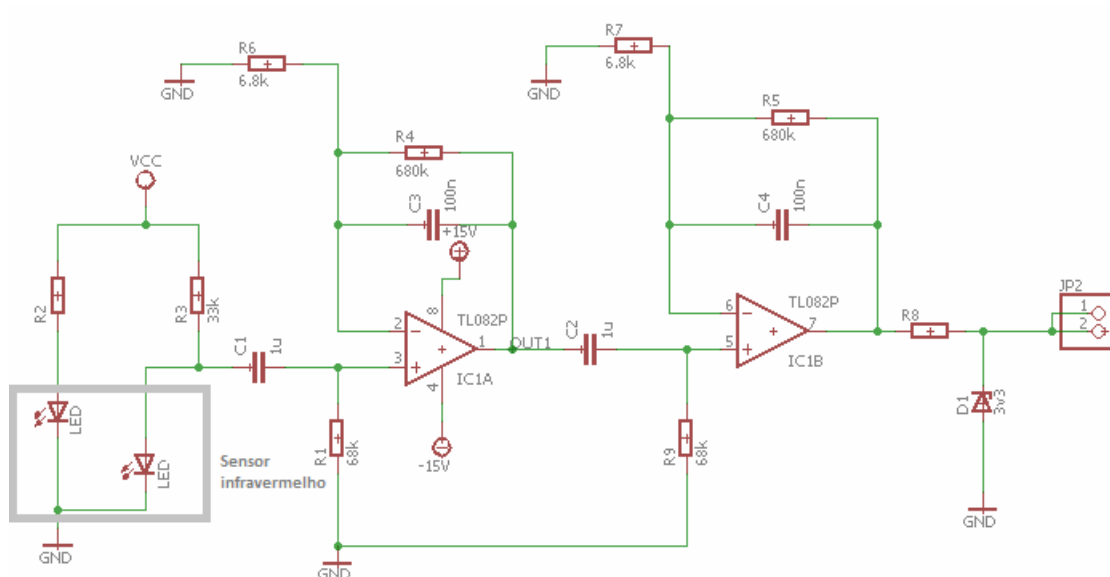 R6
6.8k
GND
R4
680k
C3
100n
+15V
VCC
R2
R3
33k
C1
1u
2
3
8
4
1
TL082P
IC1A
-15V
OUT1
R1
68k
GND
LED
LED
Sensor
infravermelho
GND
R7
6.8k
GND
R5
680k
C4
100n
C2
1u
6
5
7
TL082P
IC1B
R9
68k
R8
D1
3v3
GND
JP2
1
2